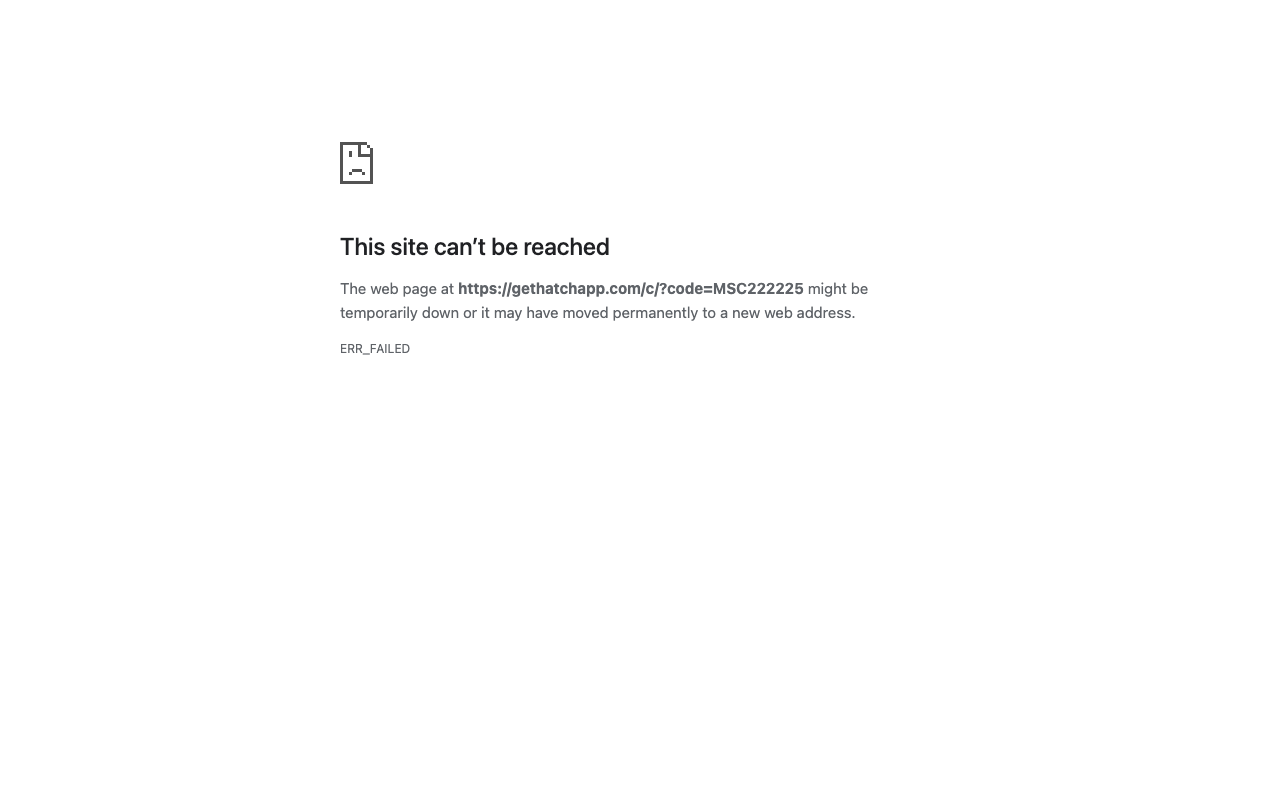 This site can’t be reached
The web page at https://gethatchapp.com/c/?code=MSC222225 might be
temporarily down or it may have moved permanently to a new web address.
ERR_FAILED